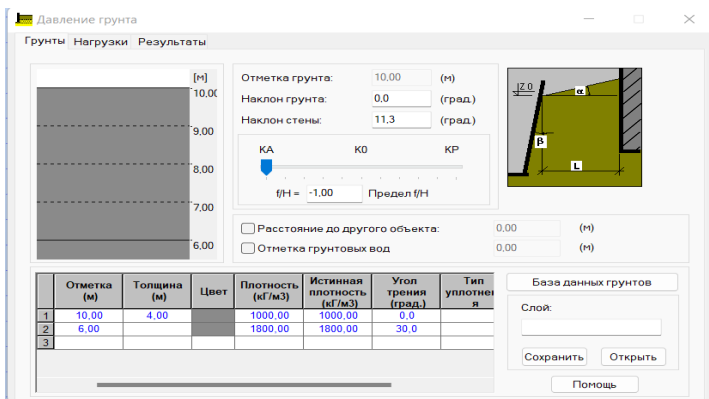 Давление грунта
Грунты Нагрузки Результаты
[м]
10,00
9,00
8,00
7,00
6,00
Отметка грунта: 10,00 (м)
Наклон грунта: 0,0 (град.)
Наклон стены: 11,3 (град.)
КА К0 КР
f/H = -1,00 Предел f/H
Z 0
α
β
L
Расстояние до другого объекта: 0,00 (м)
Отметка грунтовых вод 0,00 (м)
Отметка (м) Толщина (м) Цвет Плотность (кГ/м3) Истинная плотность (кГ/м3) Угол трения (град.) Тип уплотнения
1 10,00 4,00 1000,00 1000,00 0,0
2 6,00 1800,00 1800,00 30,0
3
База данных грунтов
Слой:
Сохранить Открыть
Помощь